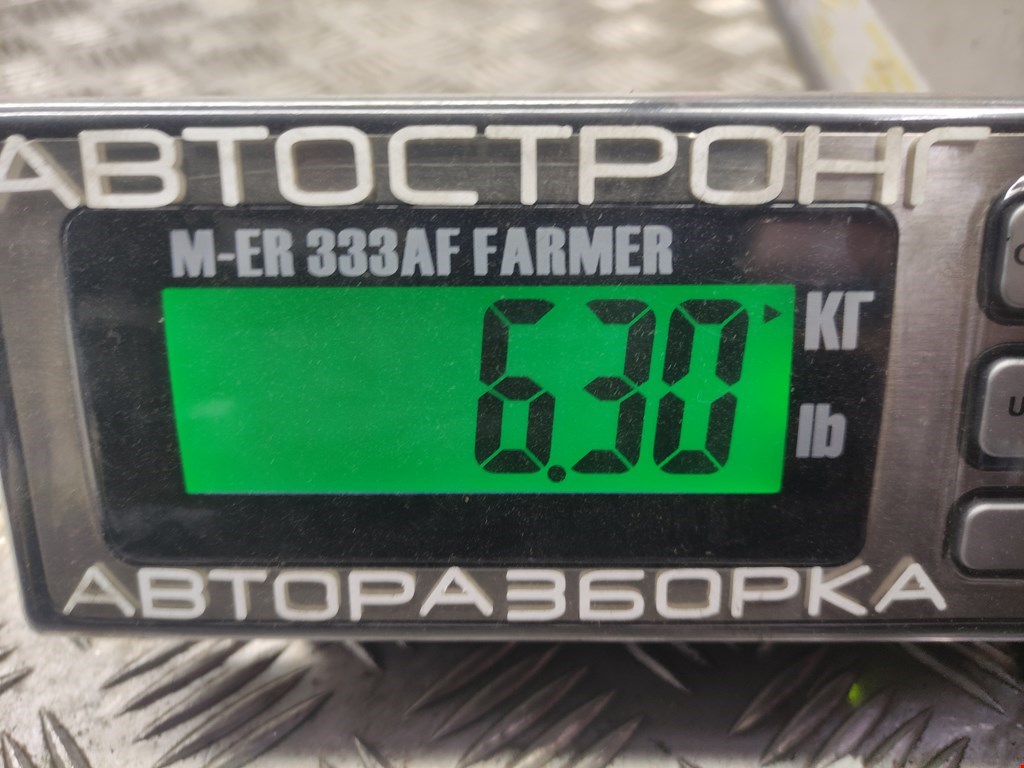 АВТОСТРОНГ
M-ER 333AF FARMER
6.30 КГ
lb
U
АВТОРАЗБОРКА